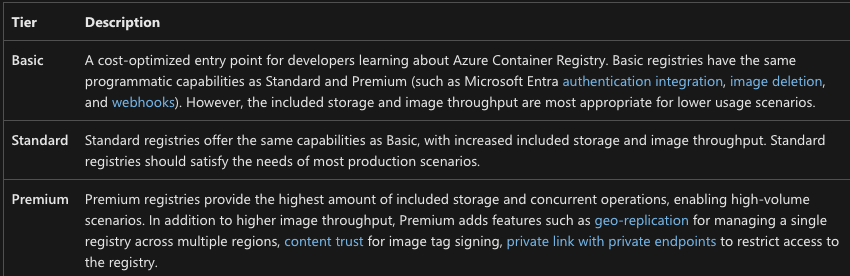 Tier Description
Basic A cost-optimized entry point for developers learning about Azure Container Registry. Basic registries have the same
programmatic capabilities as Standard and Premium (such as Microsoft Entra authentication integration, image deletion,
and webhooks). However, the included storage and image throughput are most appropriate for lower usage scenarios.
Standard Standard registries offer the same capabilities as Basic, with increased included storage and image throughput. Standard
registries should satisfy the needs of most production scenarios.
Premium Premium registries provide the highest amount of included storage and concurrent operations, enabling high-volume
scenarios. In addition to higher image throughput, Premium adds features such as geo-replication for managing a single
registry across multiple regions, content trust for image tag signing, private link with private endpoints to restrict access to
the registry.